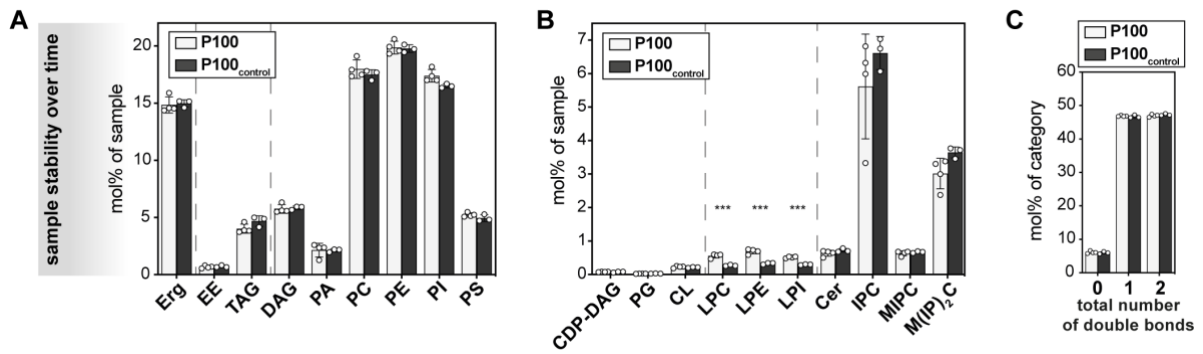 A
sample stability over time
mol% of sample
20
15
10
5
0
P100
P100control
Erg
EE
TAG
DAG
PA
PC
PE
PI
PS
B
mol% of sample
7
6
5
4
3
2
1
0
P100
P100control
*** *** ***
CDP-DAG
PG
CL
LPC
LPE
LPI
Cer
IPC
MIPC
M(IP)2C
C
P100
P100control
mol% of category
60
50
40
30
20
10
0
0 1 2
total number
of double bonds